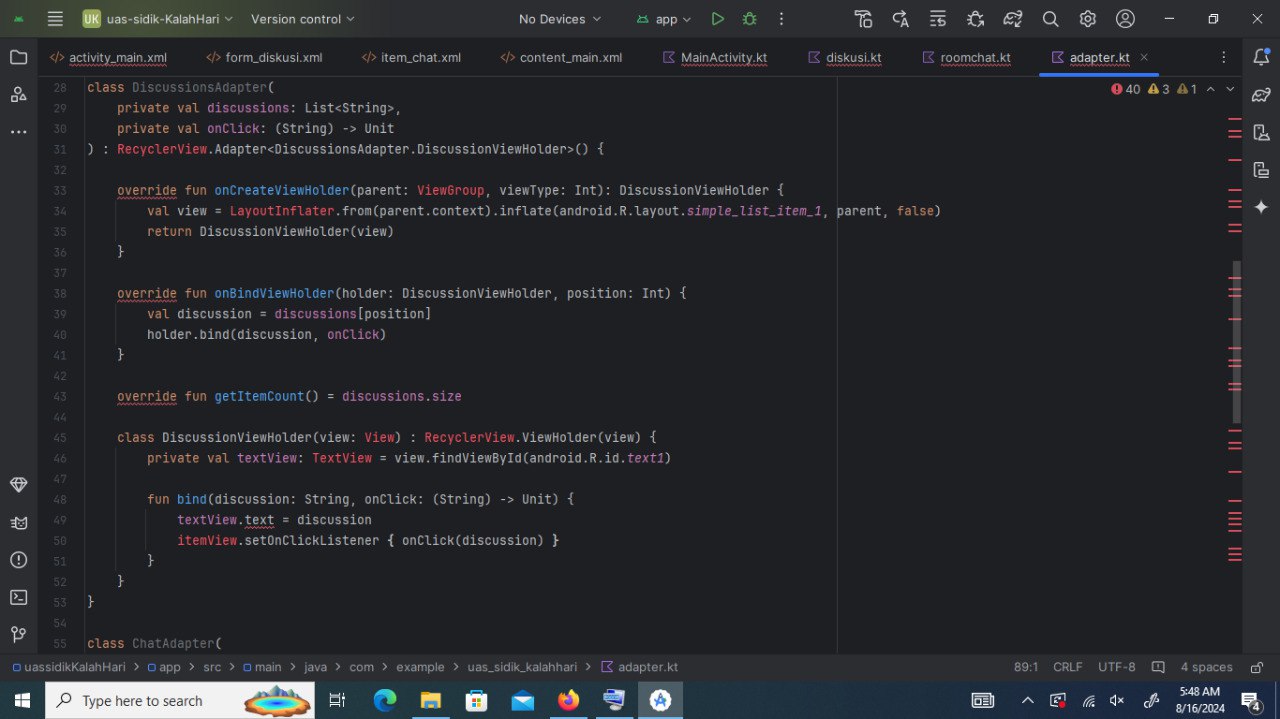 UK uas-sidik-KalahHari Version control No Devices app
activity_main.xml form_diskusi.xml item_chat.xml content_main.xml MainActivity.kt diskusi.kt roomchat.kt adapter.kt
40 3 1
28 class DiscussionsAdapter(
29 private val discussions: List<String>,
30 private val onClick: (String) -> Unit
31 ) : RecyclerView.Adapter<DiscussionsAdapter.DiscussionViewHolder>() {
32
33 override fun onCreateViewHolder(parent: ViewGroup, viewType: Int): DiscussionViewHolder {
34 val view = LayoutInflater.from(parent.context).inflate(android.R.layout.simple_list_item_1, parent, false)
35 return DiscussionViewHolder(view)
36 }
37
38 override fun onBindViewHolder(holder: DiscussionViewHolder, position: Int) {
39 val discussion = discussions[position]
40 holder.bind(discussion, onClick)
41 }
42
43 override fun getItemCount() = discussions.size
44
45 class DiscussionViewHolder(view: View) : RecyclerView.ViewHolder(view) {
46 private val textView: TextView = view.findViewById(android.R.id.text1)
47
48 fun bind(discussion: String, onClick: (String) -> Unit) {
49 textView.text = discussion
50 itemView.setOnClickListener { onClick(discussion) }
51 }
52 }
53 }
54
55 class ChatAdapter(
uassidikKalahHari > app > src > main > java > com > example > uas_sidik_kalahhari > adapter.kt 89:1 CRLF UTF-8 4 spaces
Type here to search
5:48 AM
8/16/2024
4